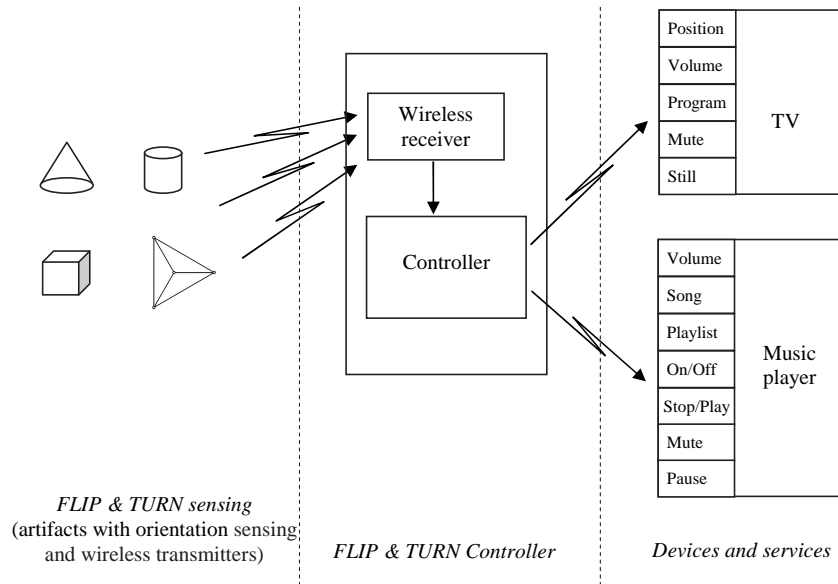 Position
Volume
Program
Mute
Still
TV
Wireless
receiver
Controller
Volume
Song
Playlist
On/Off
Stop/Play
Mute
Pause
Music
player
FLIP & TURN sensing
(artifacts with orientation sensing
and wireless transmitters)
FLIP & TURN Controller
Devices and services